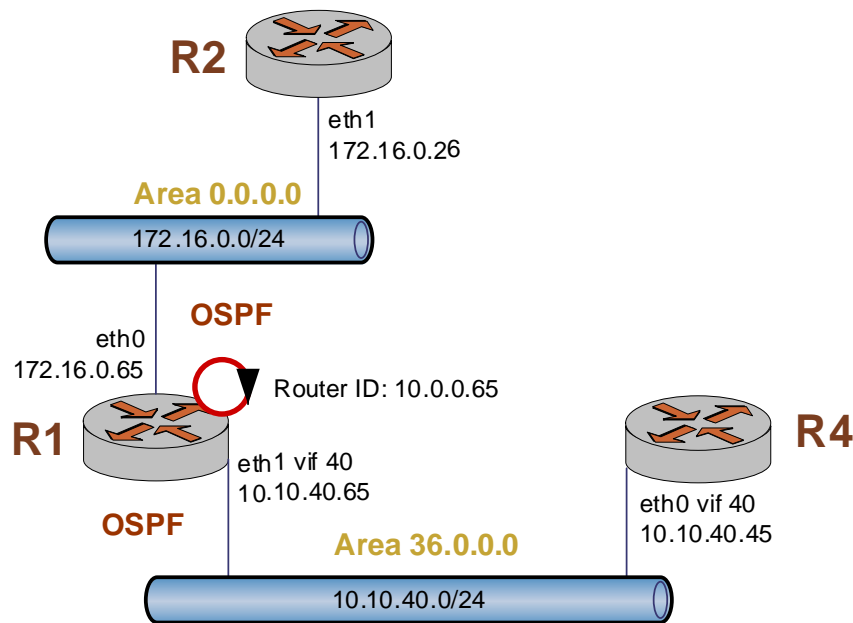 R2
eth1
172.16.0.26
Area 0.0.0.0
172.16.0.0/24
OSPF
eth0
172.16.0.65
Router ID: 10.0.0.65
R1
R4
eth1 vif 40
10.10.40.65
eth0 vif 40
10.10.40.45
OSPF
Area 36.0.0.0
10.10.40.0/24